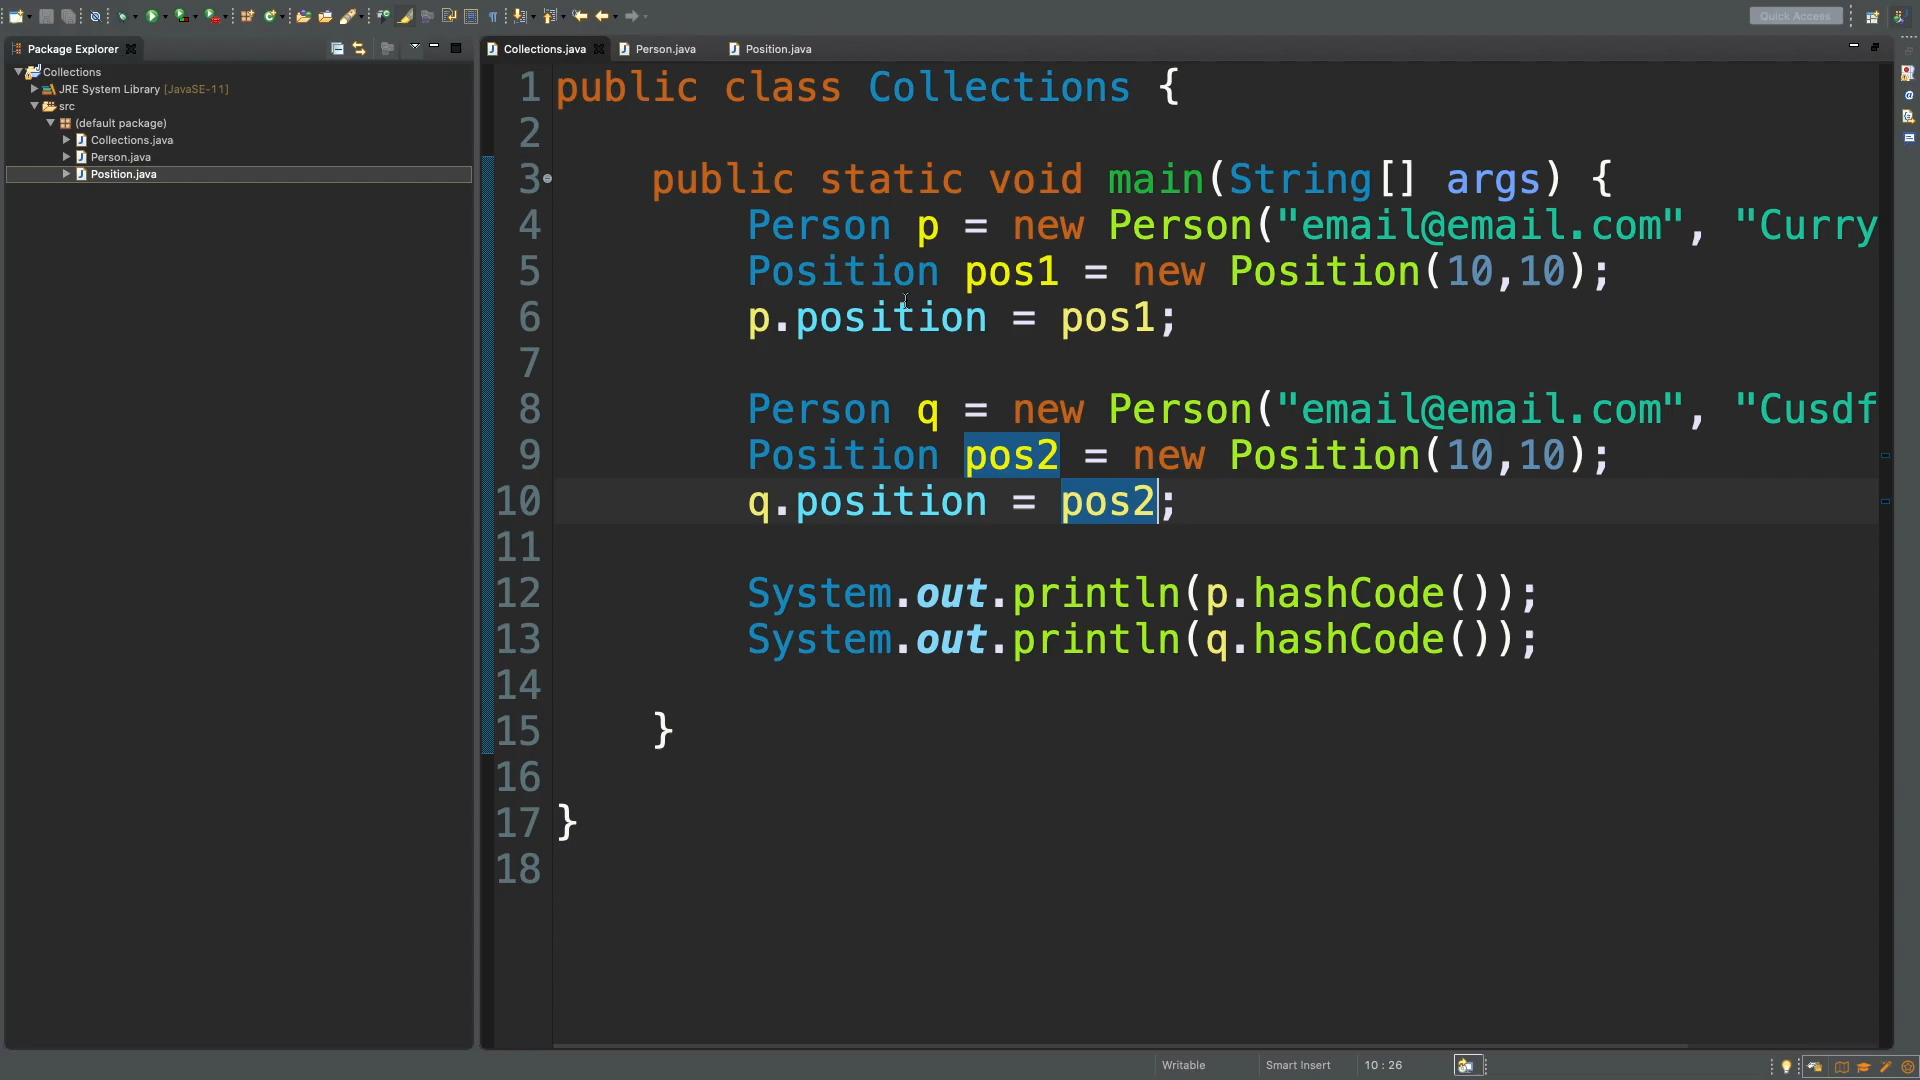 Quick Access
Package Explorer
Collections
JRE System Library [JavaSE-11]
src
(default package)
Collections.java
Person.java
Position.java
Collections.java
Person.java
Position.java
1 public class Collections {
2
3 public static void main(String[] args) {
4 Person p = new Person("email@email.com", "Curry
5 Position pos1 = new Position(10,10);
6 p.position = pos1;
7
8 Person q = new Person("email@email.com", "Cusdf
9 Position pos2 = new Position(10,10);
10 q.position = pos2;
11
12 System.out.println(p.hashCode());
13 System.out.println(q.hashCode());
14
15 }
16
17 }
18
Writable
Smart Insert
10 : 26